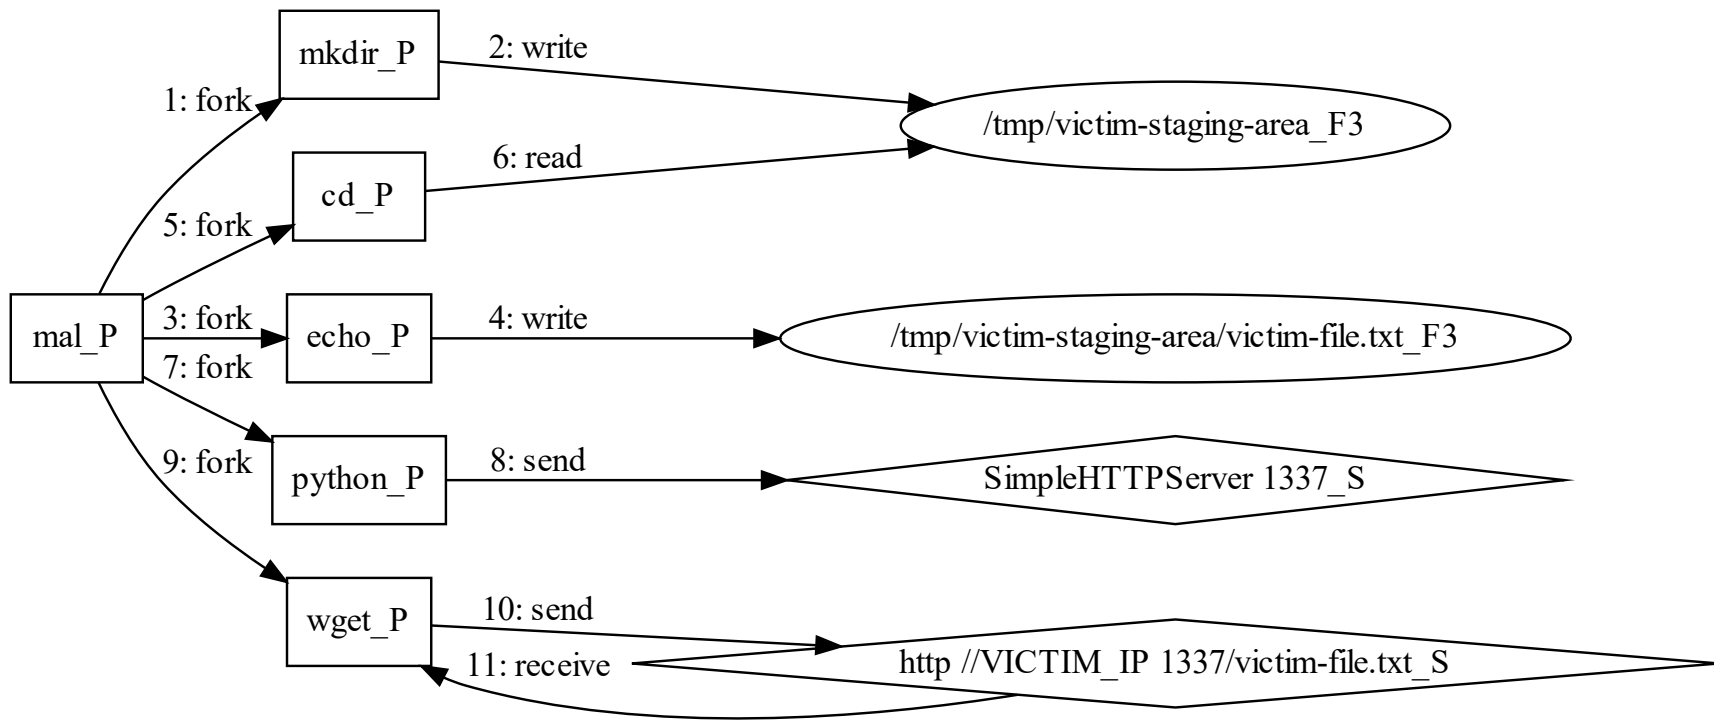 mkdir_P
2: write
/tmp/victim-staging-area_F3
1: fork
6: read
cd_P
5: fork
mal_P
3: fork
echo_P
4: write
/tmp/victim-staging-area/victim-file.txt_F3
7: fork
9: fork
python_P
8: send
SimpleHTTPServer 1337_S
wget_P
10: send
11: receive
http //VICTIM_IP 1337/victim-file.txt_S